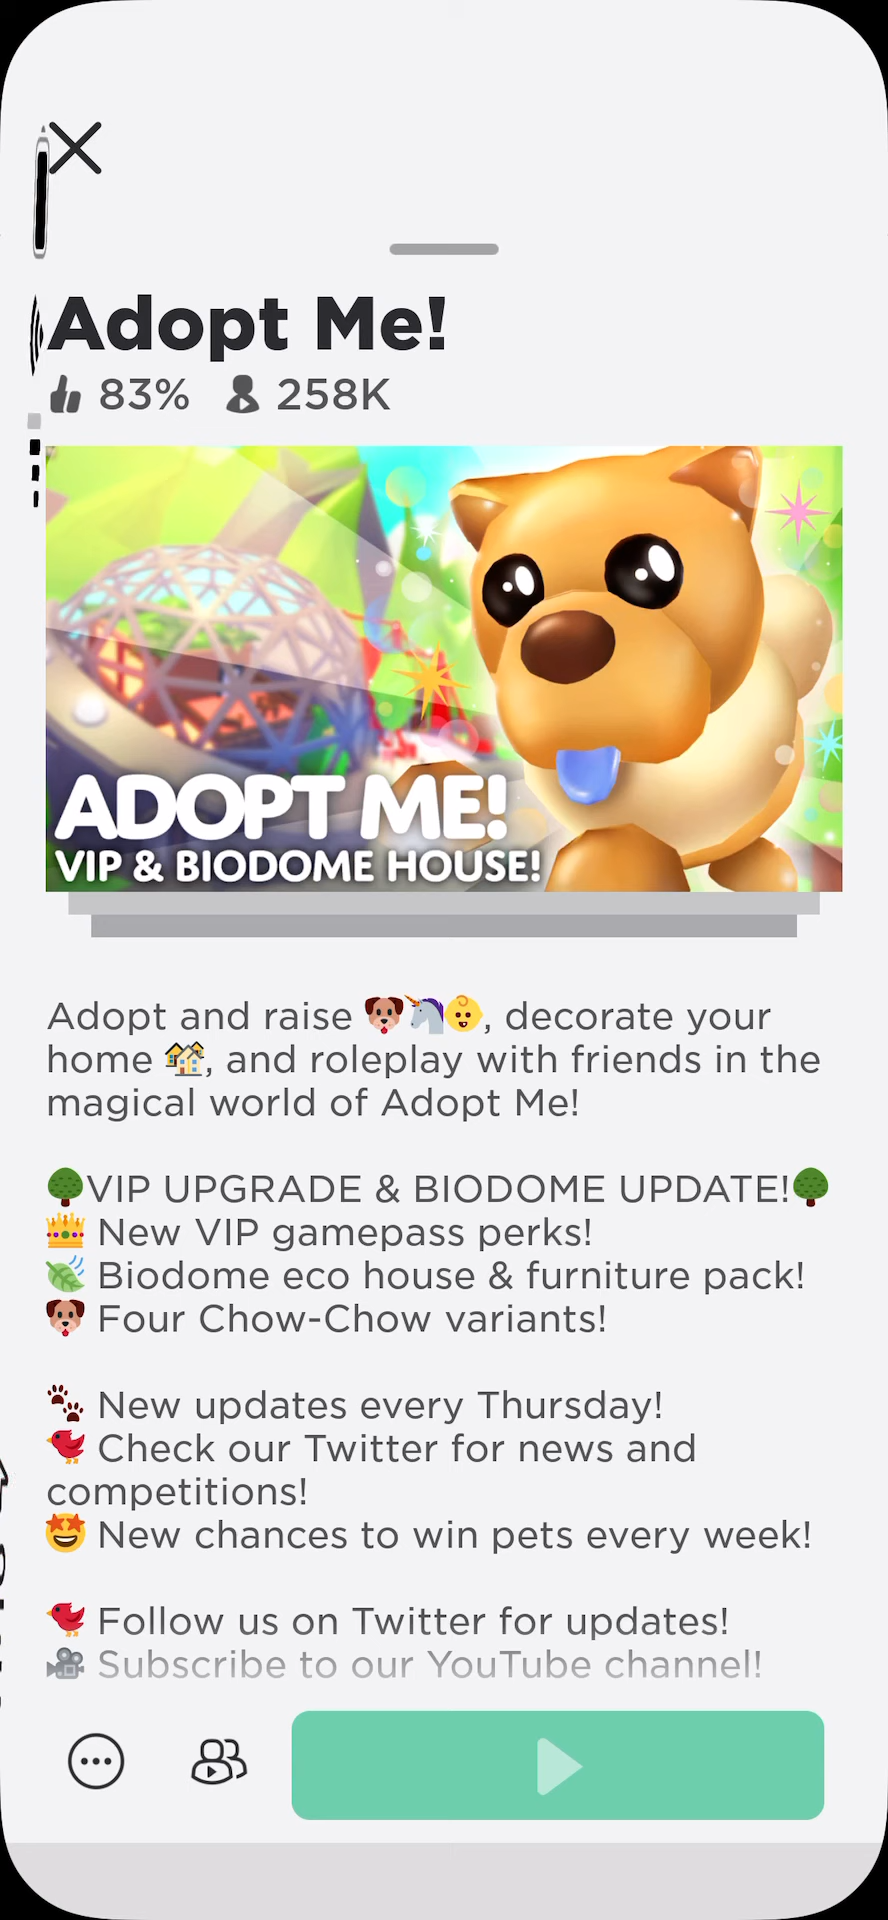 Adopt Me!
83% 258K
ADOPT ME!
VIP & BIODOME HOUSE!
Adopt and raise 🐶🦄👶, decorate your
home 🏘️, and roleplay with friends in the
magical world of Adopt Me!
🌳VIP UPGRADE & BIODOME UPDATE!🌳
👑 New VIP gamepass perks!
🍃 Biodome eco house & furniture pack!
🐶 Four Chow-Chow variants!
🐾 New updates every Thursday!
🐦 Check our Twitter for news and
competitions!
🤩 New chances to win pets every week!
🐦 Follow us on Twitter for updates!
🎥 Subscribe to our YouTube channel!